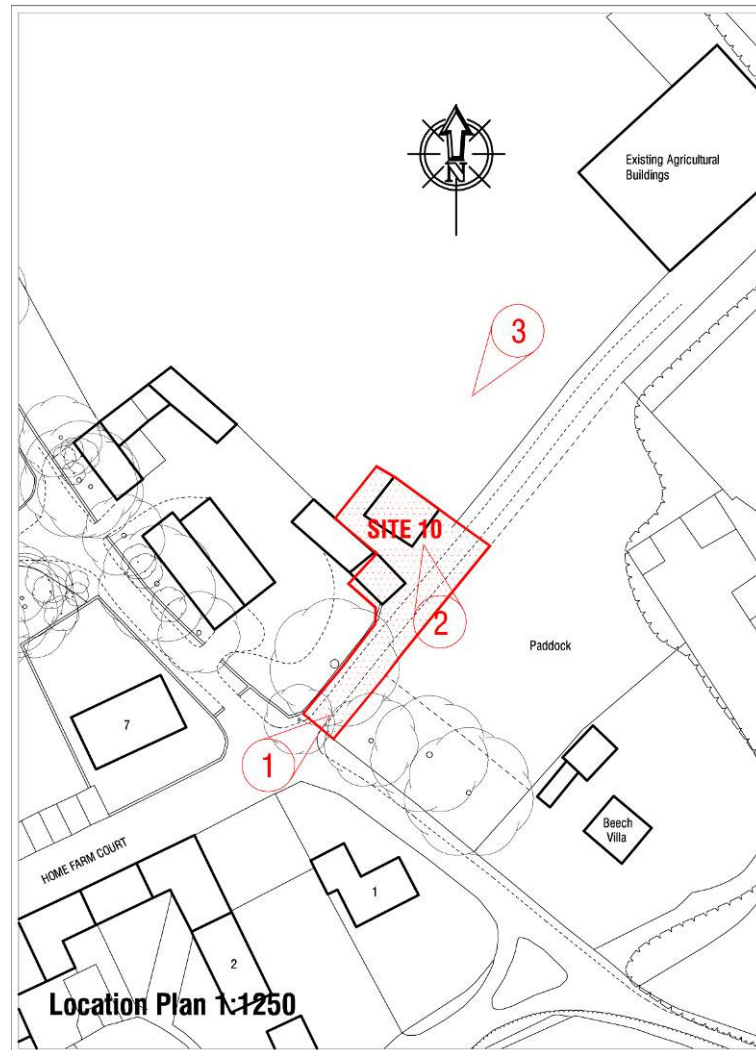 Existing Agricultural
Buildings
N
3
SITE 10
2
Paddock
7
1
Beech
Villa
HOME FARM COURT
1
2
Location Plan 1:1250